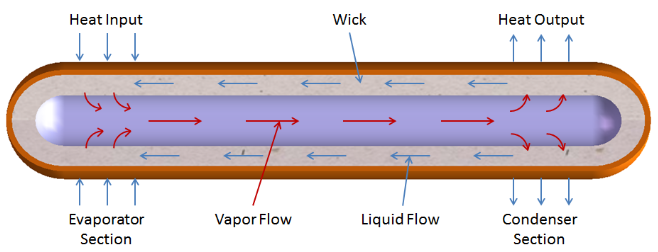 Heat Input
Wick
Heat Output
Evaporator
Section
Vapor Flow
Liquid Flow
Condenser
Section